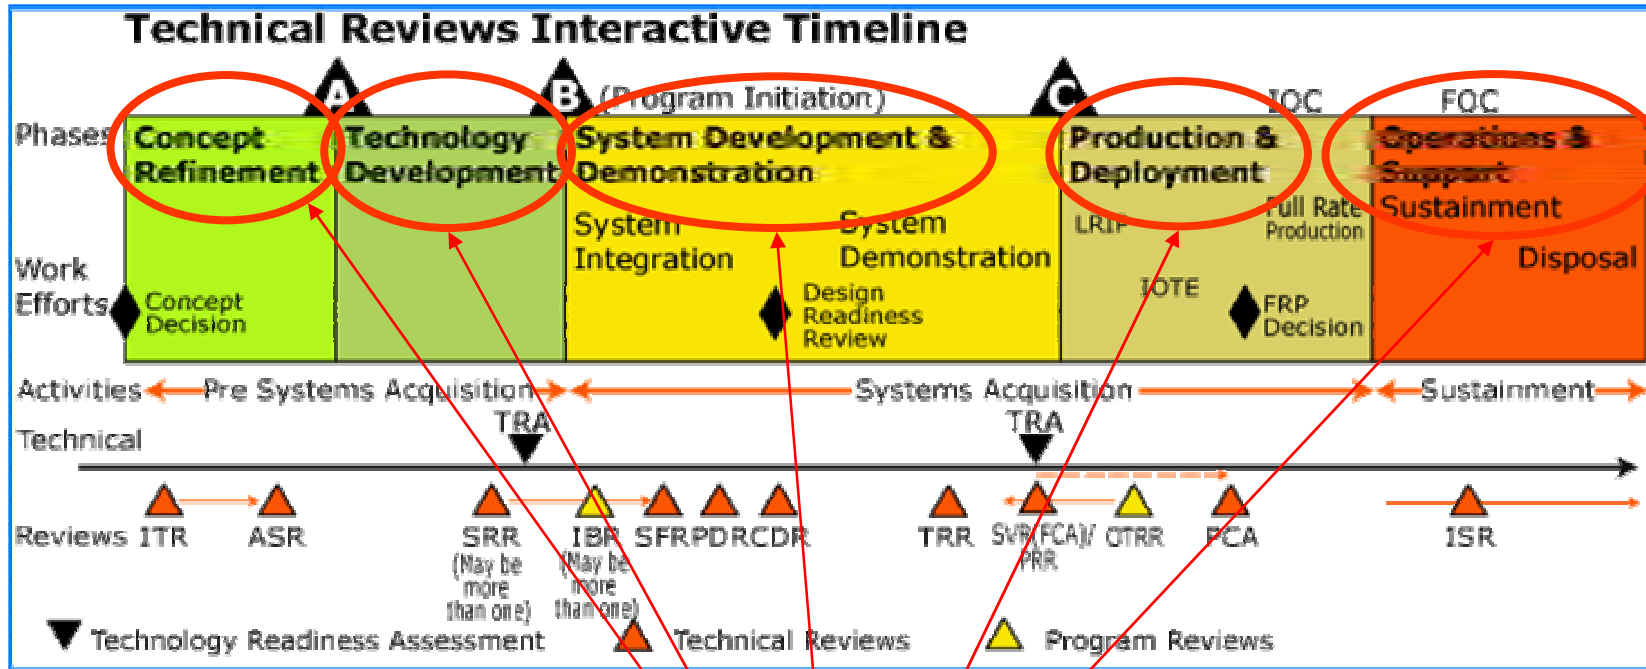 Technical Reviews Interactive Timeline
A
B
(Program Initiation)
C
IOC
FOC
Phases
Concept
Refinement
Technology
Development
System Development &
Demonstration
Production &
Deployment
Operations &
Support
Work
Efforts
Concept
Decision
System
Integration
System
Demonstration
Design
Readiness
Review
LRIP
Full Rate
Production
IOTE
FRP
Decision
Sustainment
Disposal
Activities
Pre Systems Acquisition
Systems Acquisition
Sustainment
Technical
TRA
TRA
Reviews
ITR
ASR
SRR
(May be
more
than one)
IBR
(May be
more
than one)
SFR
PDR
CDR
TRR
SVR(FCA)/
PRR
OTRR
PCA
ISR
Technology Readiness Assessment
Technical Reviews
Program Reviews